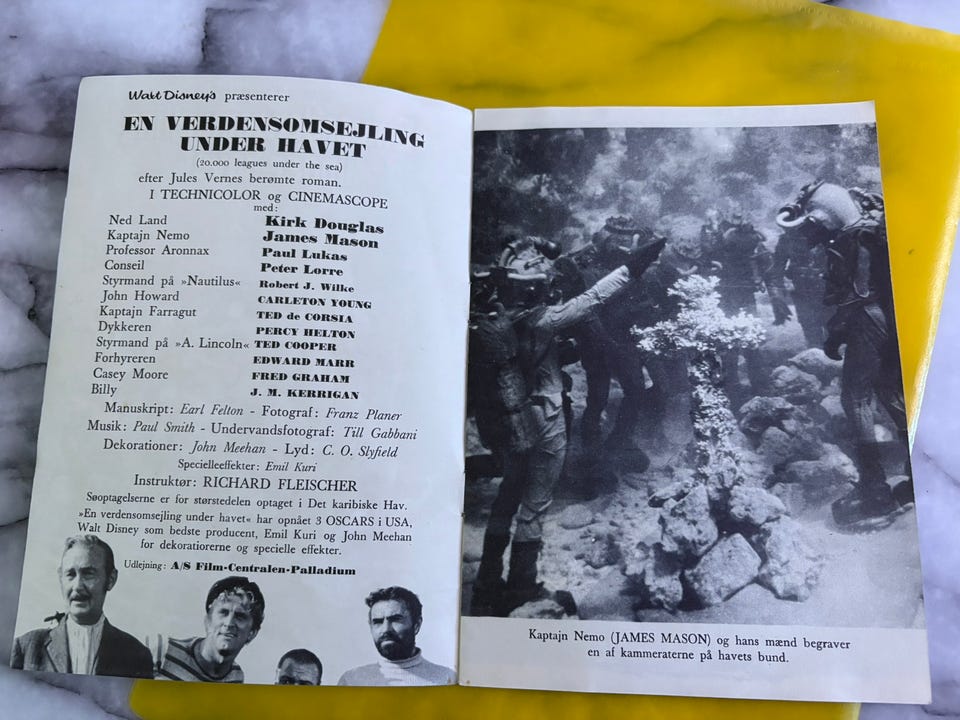 Walt Disney's præsenterer
EN VERDENSOMSEJLING
UNDER HAVET
(20.000 leagues under the sea)
efter Jules Vernes berømte roman.
I TECHNICOLOR og CINEMASCOPE
med:
Ned Land Kirk Douglas
Kaptajn Nemo James Mason
Professor Aronnax Paul Lukas
Conseil Peter Lorre
Styrmand på »Nautilus« Robert J. Wilke
John Howard CARLETON YOUNG
Kaptajn Farragut TED de CORSIA
Dykkeren PERCY HELTON
Styrmand på »A. Lincoln« TED COOPER
Forhyreren EDWARD MARR
Casey Moore FRED GRAHAM
Billy J. M. KERRIGAN
Manuskript: Earl Felton - Fotograf: Franz Planer
Musik: Paul Smith - Undervandsfotograf: Till Gabbani
Dekorationer: John Meehan - Lyd: C. O. Slyfield
Specielleeffekter: Emil Kuri
Instruktør: RICHARD FLEISCHER
Søoptagelserne er for størstedelen optaget i Det karibiske Hav.
»En verdensomsejling under havet« har opnået 3 OSCARS i USA,
Walt Disney som bedste producent, Emil Kuri og John Meehan
for dekoratiorerne og specielle effekter.
Udlejning: A/S Film-Centralen-Palladium
Kaptajn Nemo (JAMES MASON) og hans mænd begraver
en af kammeraterne på havets bund.